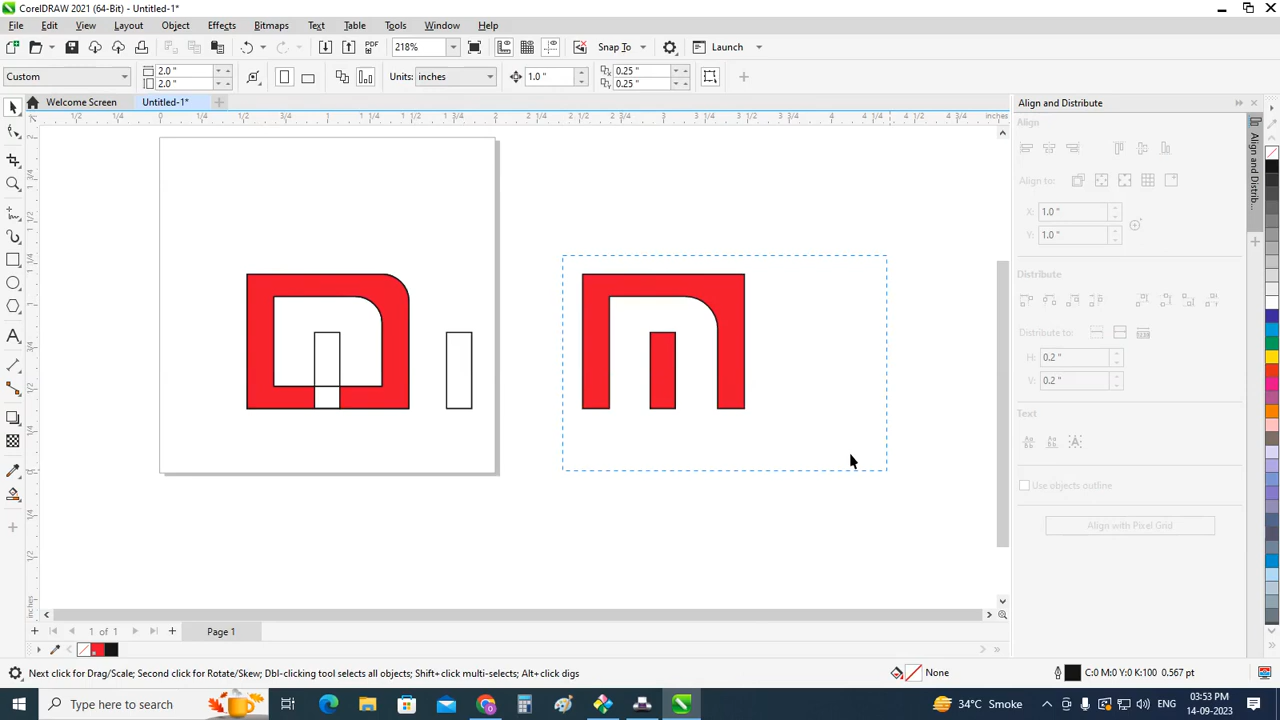 CorelDRAW 2021 (64-Bit) - Untitled-1*
File Edit View Layout Object Effects Bitmaps Text Table Tools Window Help
PDF 218% Snap To Launch
Custom 2.0 " 2.0 " Units: inches 1.0 " 0.25 " 0.25 "
Welcome Screen Untitled-1*
Align and Distribute
inches
Align
Align to:
X: 1.0 "
Y: 1.0 "
Distribute
Distribute to:
H: 0.2 "
V: 0.2 "
Text
Use objects outline
Align with Pixel Grid
Align and Distrib...
1 of 1 Page 1
Next click for Drag/Scale; Second click for Rotate/Skew; Dbl-clicking tool selects all objects; Shift+click multi-selects; Alt+click digs
None C:0 M:0 Y:0 K:100 0.567 pt
Type here to search
34°C Smoke
ENG
03:53 PM
14-09-2023